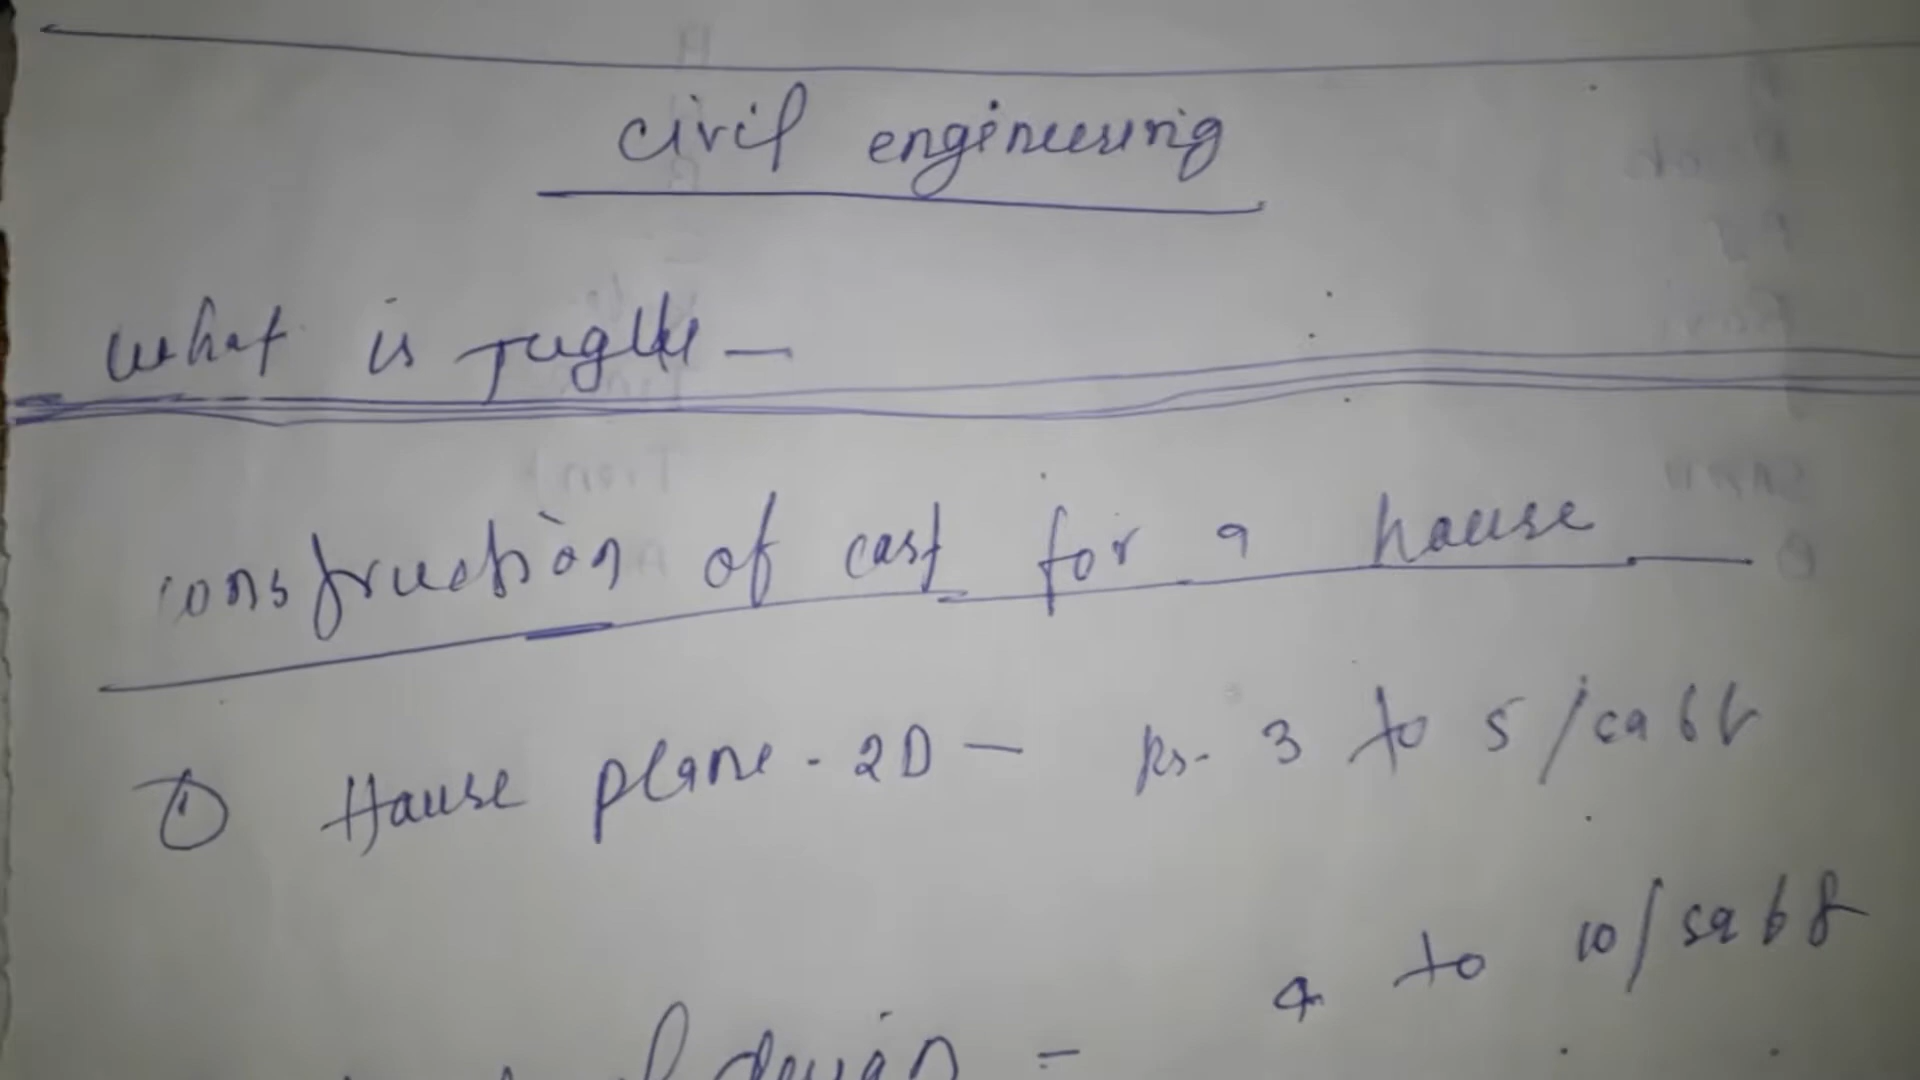 civil engineering
what is
construction of cast for a hause
① Hause plane - 2D — Rs. 3 to 5 /sqft
4 to 10/sqft
design =